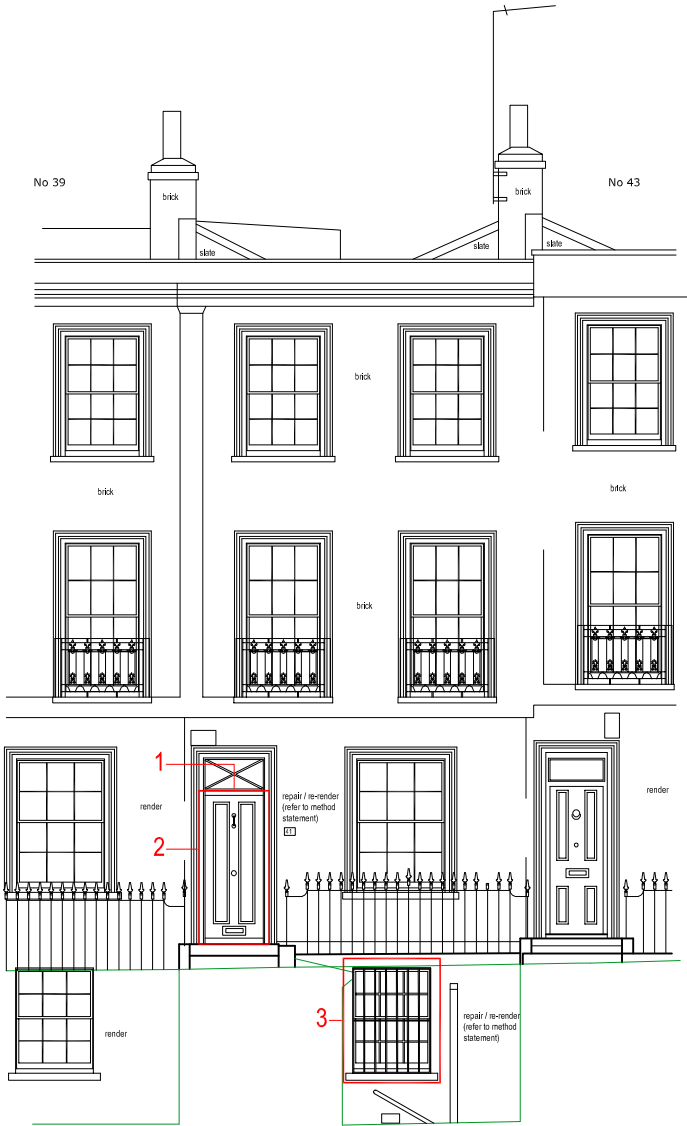 No 39
No 43
brick
brick
slate
slate
slate
brick
brick
brick
brick
1
2
3
render
repair / re-render
(refer to method
statement)
41
render
render
repair / re-render
(refer to method
statement)